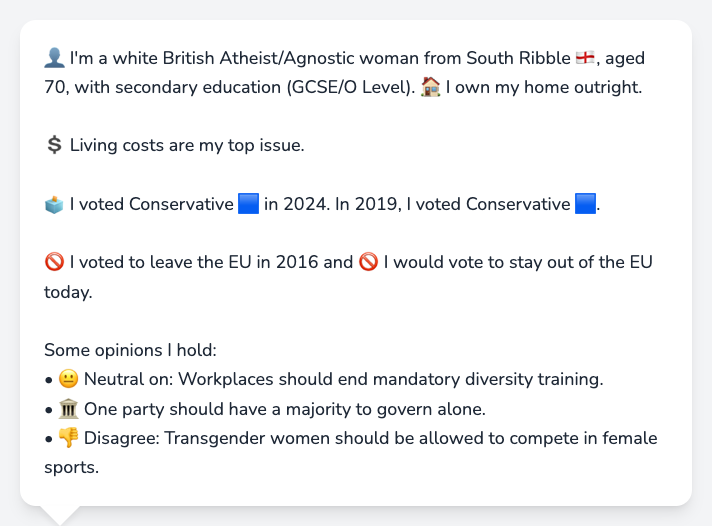 👤 I'm a white British Atheist/Agnostic woman from South Ribble 🏴󠁧󠁢󠁥󠁮󠁧󠁿, aged
70, with secondary education (GCSE/O Level). 🏠 I own my home outright.
💲 Living costs are my top issue.
🗳️ I voted Conservative 🟦 in 2024. In 2019, I voted Conservative 🟦.
🚫 I voted to leave the EU in 2016 and 🚫 I would vote to stay out of the EU
today.
Some opinions I hold:
• 😐 Neutral on: Workplaces should end mandatory diversity training.
• 🏛️ One party should have a majority to govern alone.
• 👎 Disagree: Transgender women should be allowed to compete in female
sports.